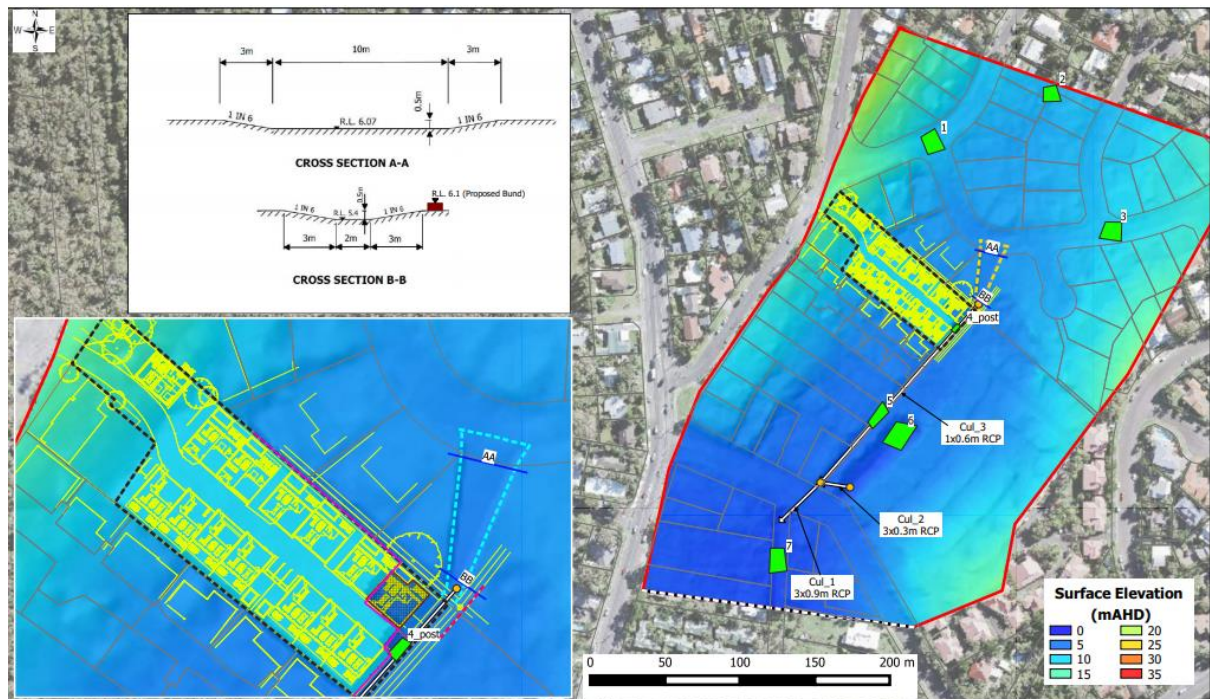 N
W E
S
3m 10m 3m
1 IN 6 R.L. 6.07 0.5m 1 IN 6
CROSS SECTION A-A
R.L. 6.1 (Proposed Bund)
1 IN 6 R.L. 5.4 0.5m 1 IN 6
3m 2m 3m
CROSS SECTION B-B
AA
BB
4_post
2
1
3
AA
BB
4_post
5
6
Cul_3
1x0.6m RCP
Cul_2
3x0.3m RCP
7
Cul_1
3x0.9m RCP
Surface Elevation
(mAHD)
0 20
5 25
10 30
15 35
0 50 100 150 200 m